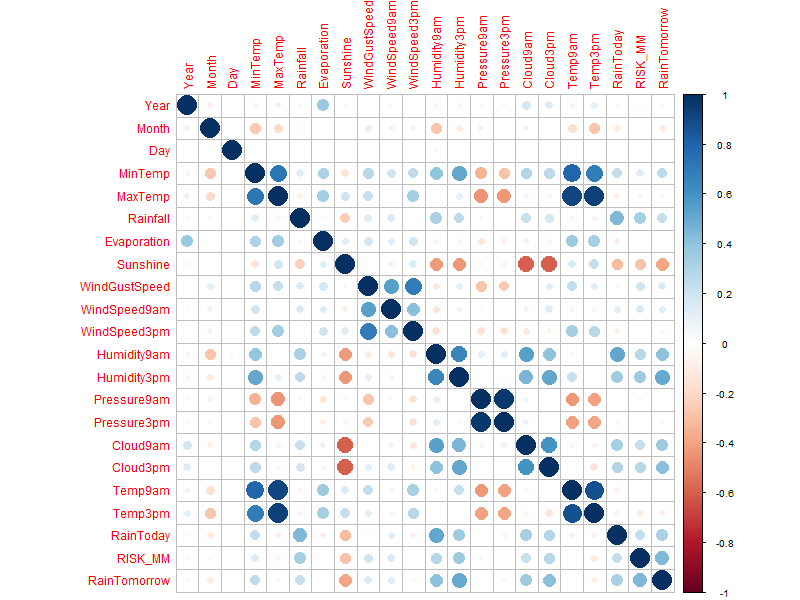 Year
Month
Day
MinTemp
MaxTemp
Rainfall
Evaporation
Sunshine
WindGustSpeed
WindSpeed9am
WindSpeed3pm
Humidity9am
Humidity3pm
Pressure9am
Pressure3pm
Cloud9am
Cloud3pm
Temp9am
Temp3pm
RainToday
RISK_MM
RainTomorrow
Year
Month
Day
MinTemp
MaxTemp
Rainfall
Evaporation
Sunshine
WindGustSpeed
WindSpeed9am
WindSpeed3pm
Humidity9am
Humidity3pm
Pressure9am
Pressure3pm
Cloud9am
Cloud3pm
Temp9am
Temp3pm
RainToday
RISK_MM
RainTomorrow
1
0.8
0.6
0.4
0.2
0
-0.2
-0.4
-0.6
-0.8
-1